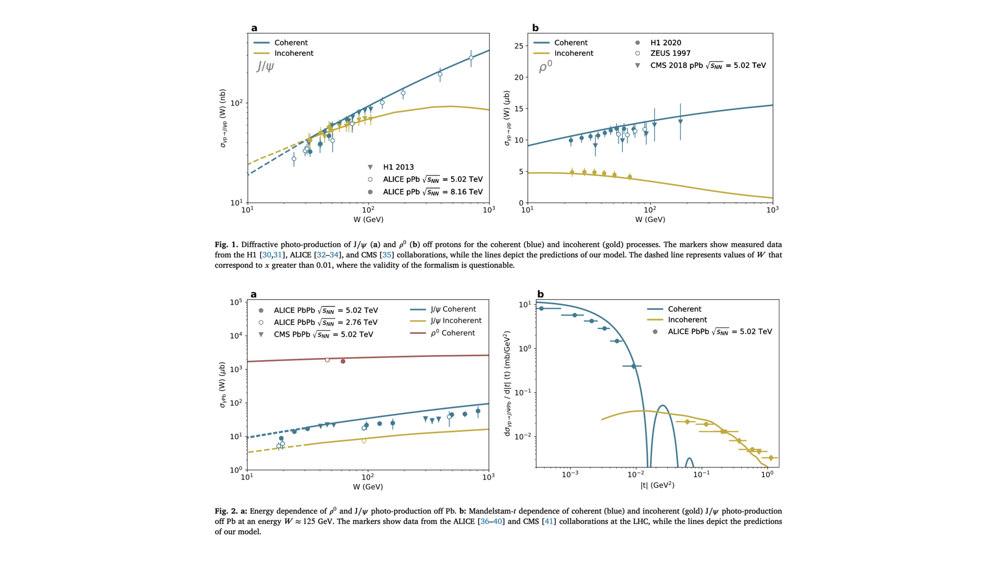 a
Coherent
Incoherent
J/ψ
σγp→J/ψp (W) (nb)
10²
10¹
H1 2013
ALICE pPb √sNN = 5.02 TeV
ALICE pPb √sNN = 8.16 TeV
10¹ 10² 10³
W (GeV)
b
Coherent
Incoherent
ρ⁰
H1 2020
ZEUS 1997
CMS 2018 pPb √sNN = 5.02 TeV
σγp→ρp (W) (μb)
25
20
15
10
5
0
10¹ 10² 10³
W (GeV)
Fig. 1. Diffractive photo-production of J/ψ (a) and ρ⁰ (b) off protons for the coherent (blue) and incoherent (gold) processes. The markers show measured data
from the H1 [30,31], ALICE [32–34], and CMS [35] collaborations, while the lines depict the predictions of our model. The dashed line represents values of W that
correspond to x greater than 0.01, where the validity of the formalism is questionable.
a
ALICE PbPb √sNN = 5.02 TeV
ALICE PbPb √sNN = 2.76 TeV
CMS PbPb √sNN = 5.02 TeV
J/ψ Coherent
J/ψ Incoherent
ρ⁰ Coherent
σγPb (W) (μb)
10⁵
10⁴
10³
10²
10¹
10⁰
10¹ 10² 10³
W (GeV)
b
Coherent
Incoherent
ALICE PbPb √sNN = 5.02 TeV
dσγp→J/ψPb / d|t| (t) (mb/GeV²)
10¹
10⁰
10⁻¹
10⁻²
10⁻³ 10⁻² 10⁻¹ 10⁰
|t| (GeV²)
Fig. 2. a: Energy dependence of ρ⁰ and J/ψ photo-production off Pb. b: Mandelstam-t dependence of coherent (blue) and incoherent (gold) J/ψ photo-production
off Pb at an energy W ≈ 125 GeV. The markers show data from the ALICE [36–40] and CMS [41] collaborations at the LHC, while the lines depict the predictions
of our model.